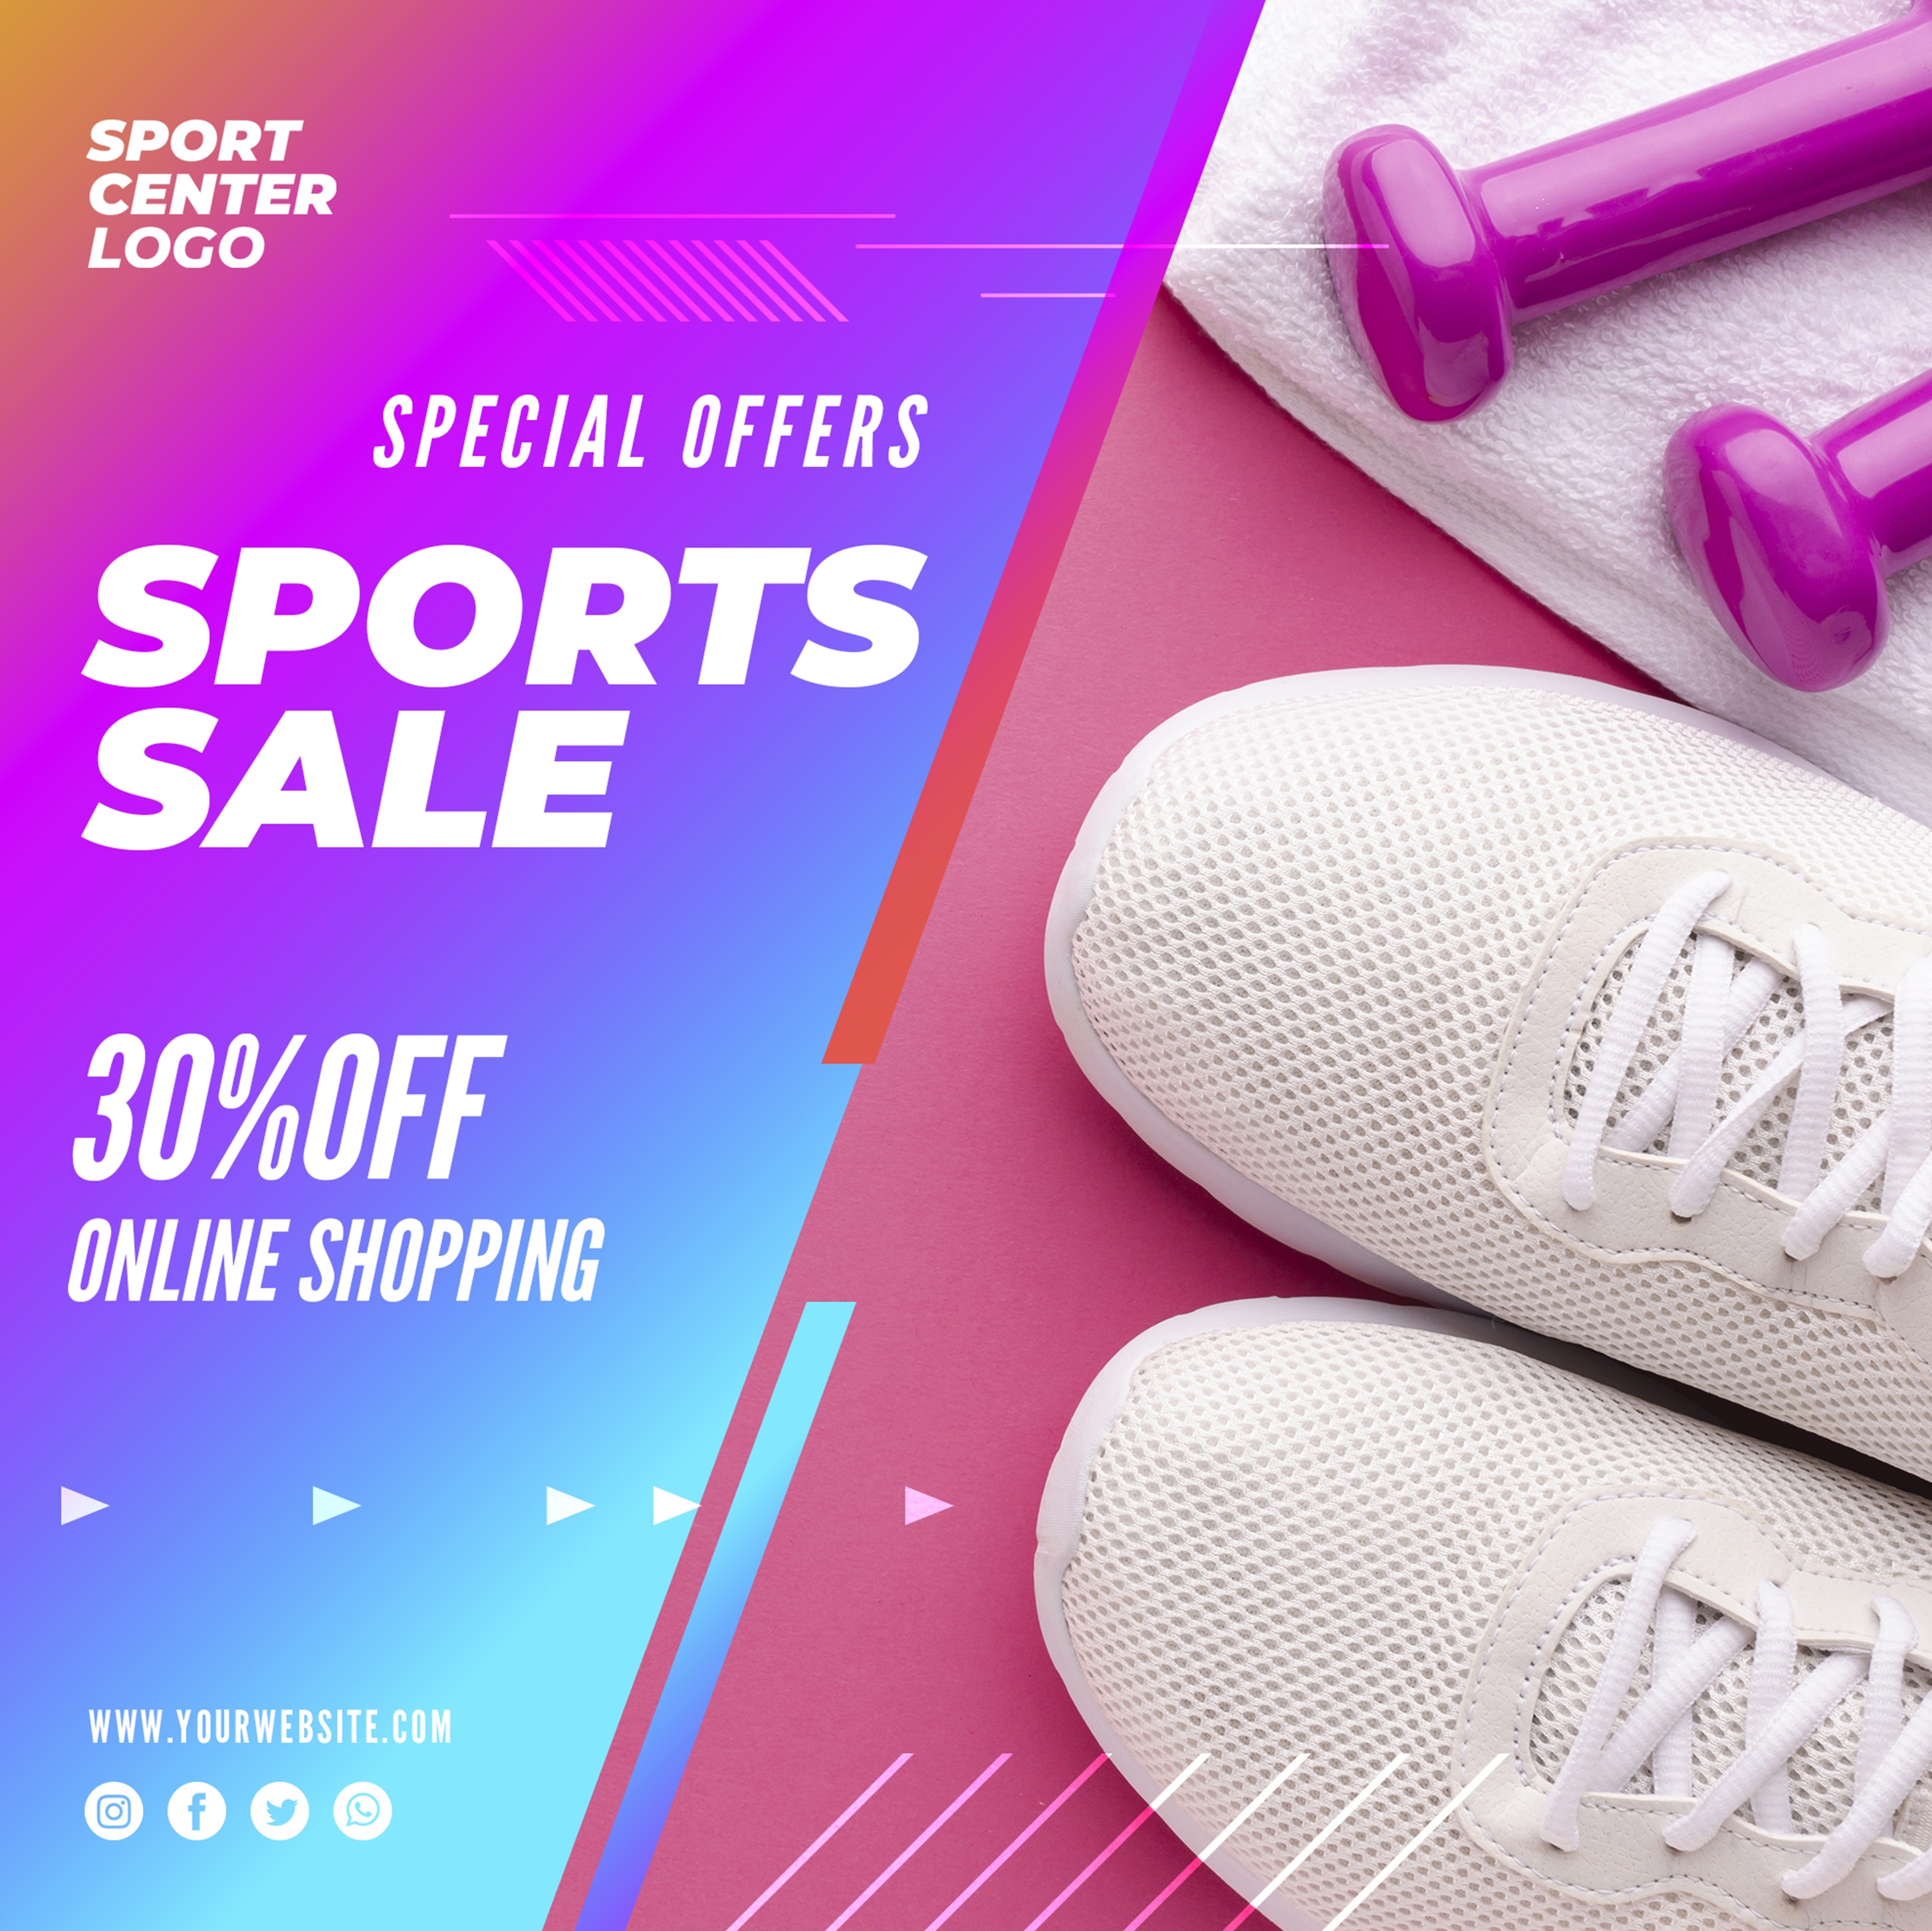 SPORT
CENTER
LOGO
SPECIAL OFFERS
SPORTS
SALE
30%OFF
ONLINE SHOPPING
WWW.YOURWEBSITE.COM